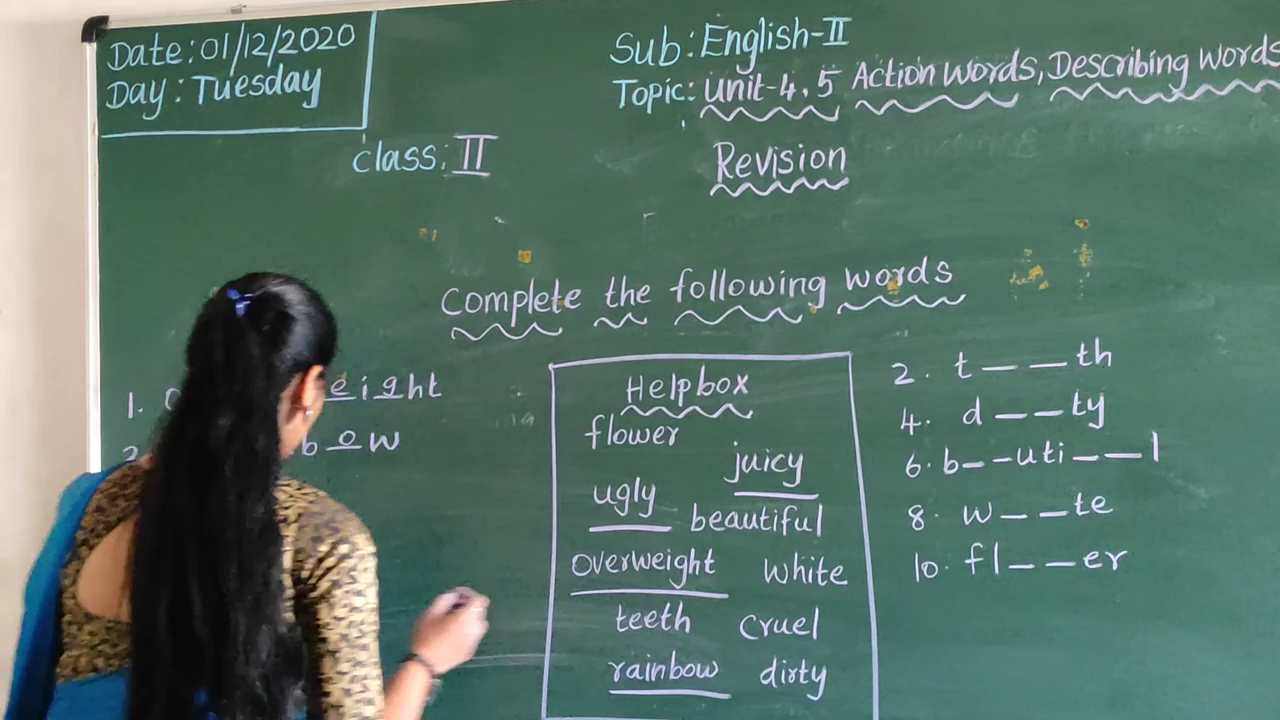 Date: 01/12/2020
Day: Tuesday
Sub: English-II
Topic: Unit-4, 5 Action Words, Describing Words
Class: II
Revision
Complete the following words
1. O eight
b o w
Helpbox
flower
juicy
ugly
beautiful
overweight white
teeth cruel
rainbow dirty
2. t _ _ th
4. d _ _ ty
6. b _ _ uti _ _ l
8. w _ _ te
10. fl _ _ er